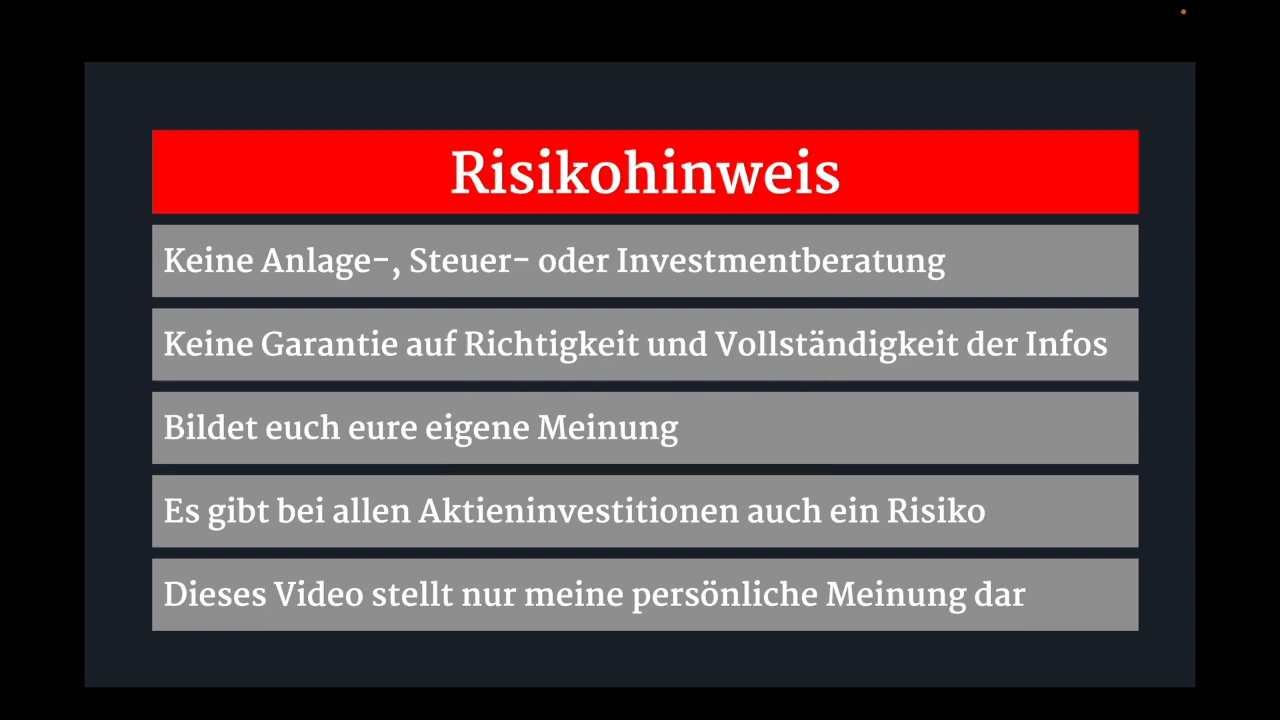 Risikohinweis
Keine Anlage-, Steuer- oder Investmentberatung
Keine Garantie auf Richtigkeit und Vollständigkeit der Infos
Bildet euch eure eigene Meinung
Es gibt bei allen Aktieninvestitionen auch ein Risiko
Dieses Video stellt nur meine persönliche Meinung dar